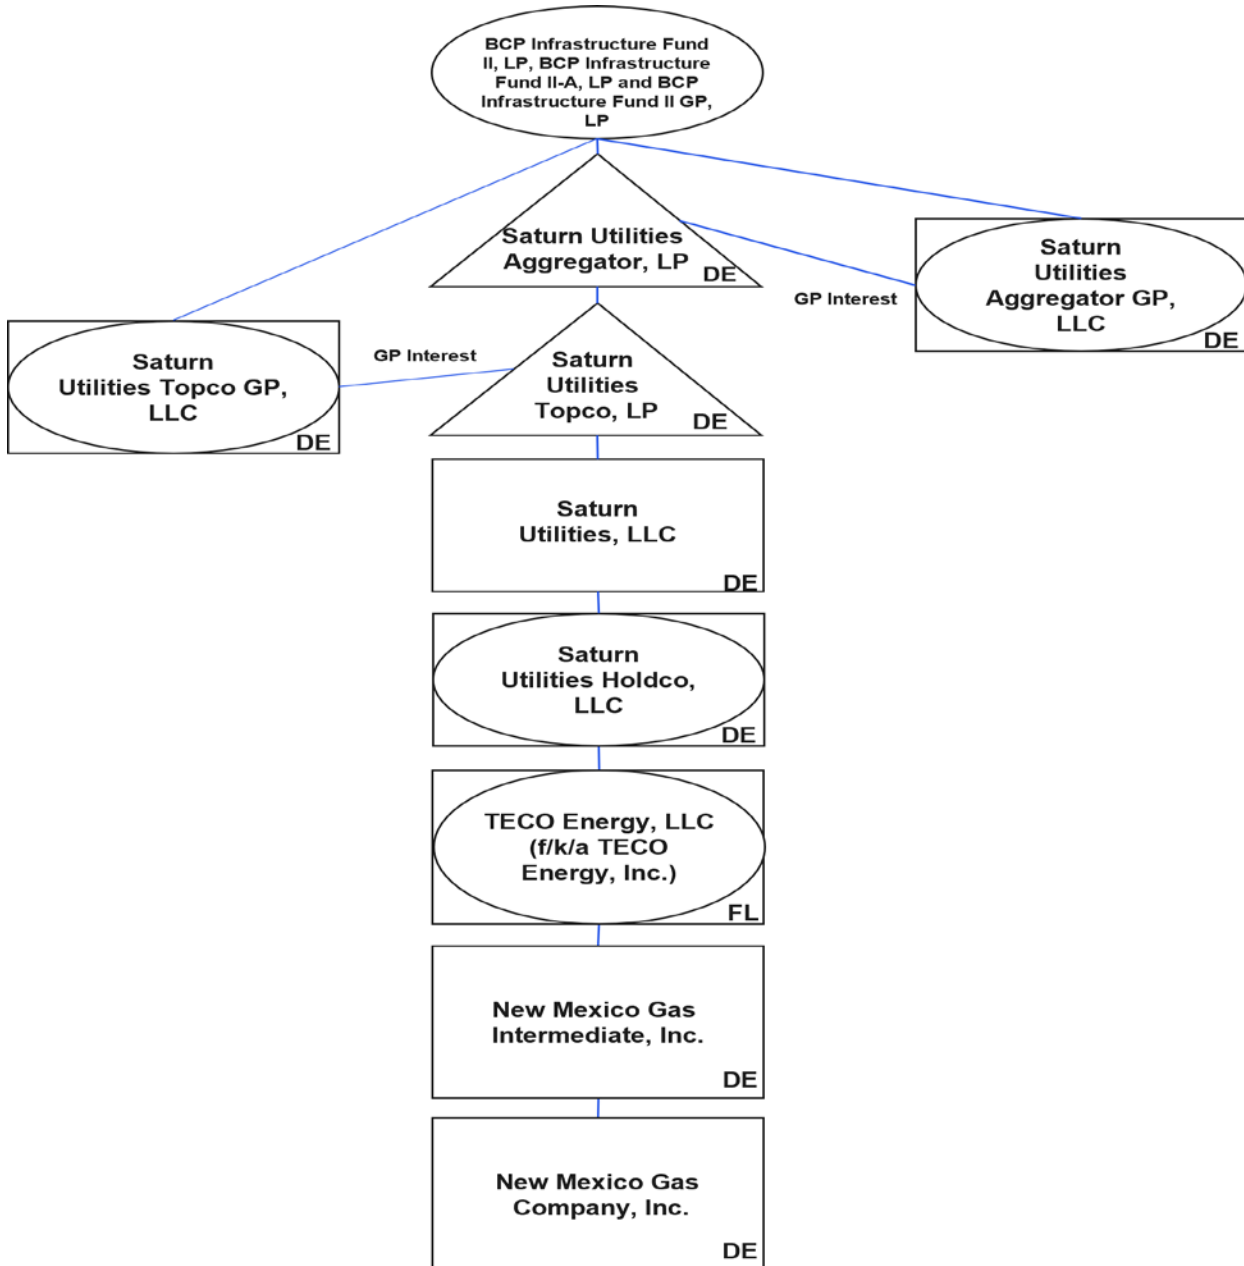 BCP Infrastructure Fund
II, LP, BCP Infrastructure
Fund II-A, LP and BCP
Infrastructure Fund II GP,
LP
Saturn Utilities
Aggregator, LP
DE
GP Interest
Saturn
Utilities
Aggregator GP,
LLC
DE
Saturn
Utilities Topco GP,
LLC
DE
GP Interest
Saturn
Utilities
Topco, LP
DE
Saturn
Utilities, LLC
DE
Saturn
Utilities Holdco,
LLC
DE
TECO Energy, LLC
(f/k/a TECO
Energy, Inc.)
FL
New Mexico Gas
Intermediate, Inc.
DE
New Mexico Gas
Company, Inc.
DE